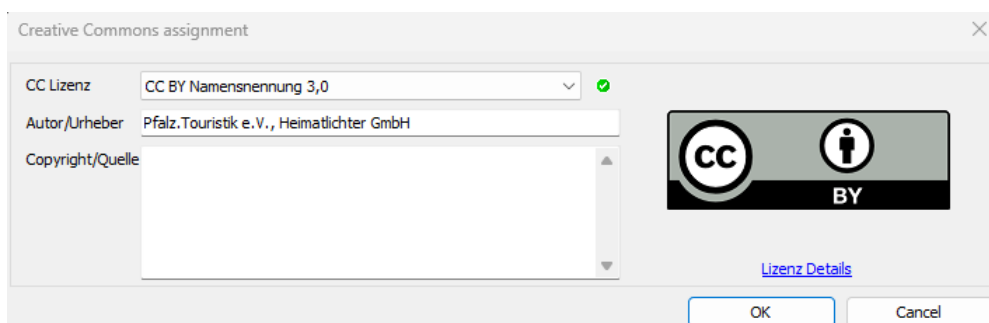 Creative Commons assignment
CC Lizenz
CC BY Namensnennung 3,0
Autor/Urheber
Pfalz.Touristik e.V., Heimatlichter GmbH
Copyright/Quelle
CC
BY
Lizenz Details
OK
Cancel